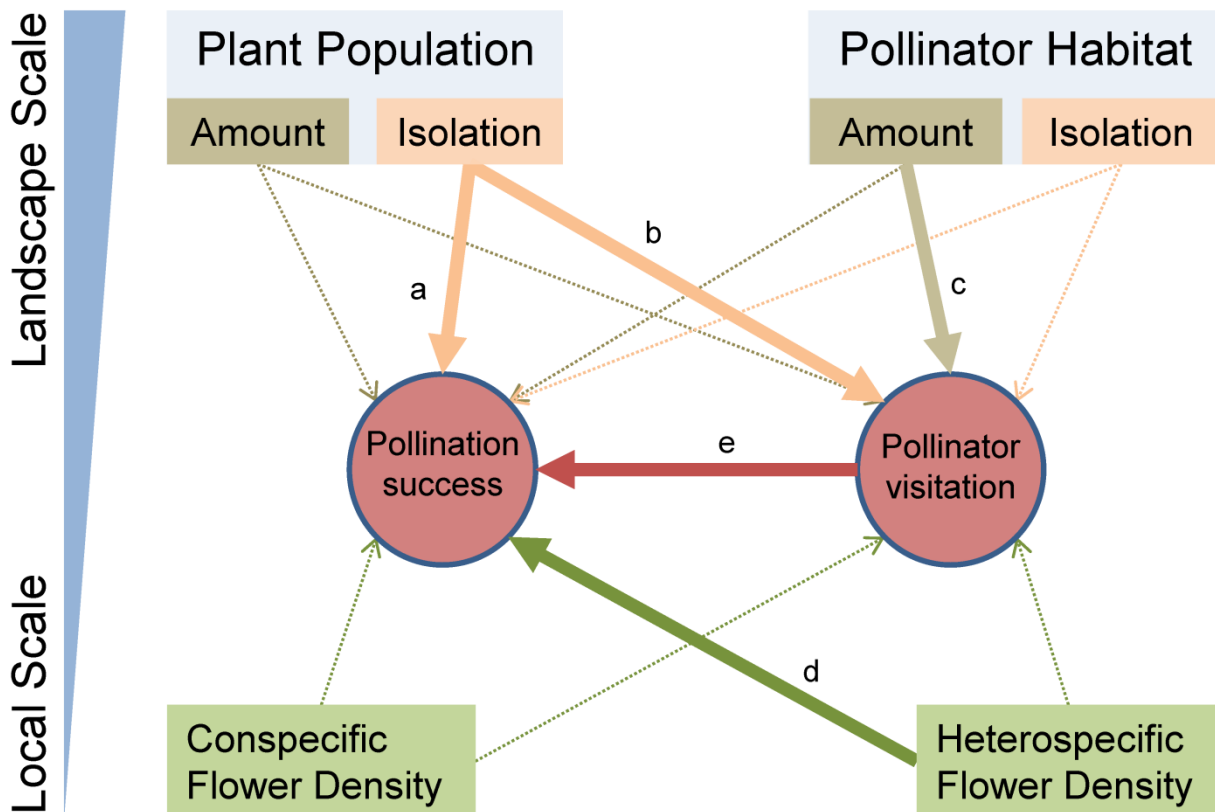 Landscape Scale
Local Scale
Plant Population
Pollinator Habitat
Amount
Isolation
Amount
Isolation
a
b
c
Pollination
success
e
Pollinator
visitation
d
Conspecific
Flower Density
Heterospecific
Flower Density